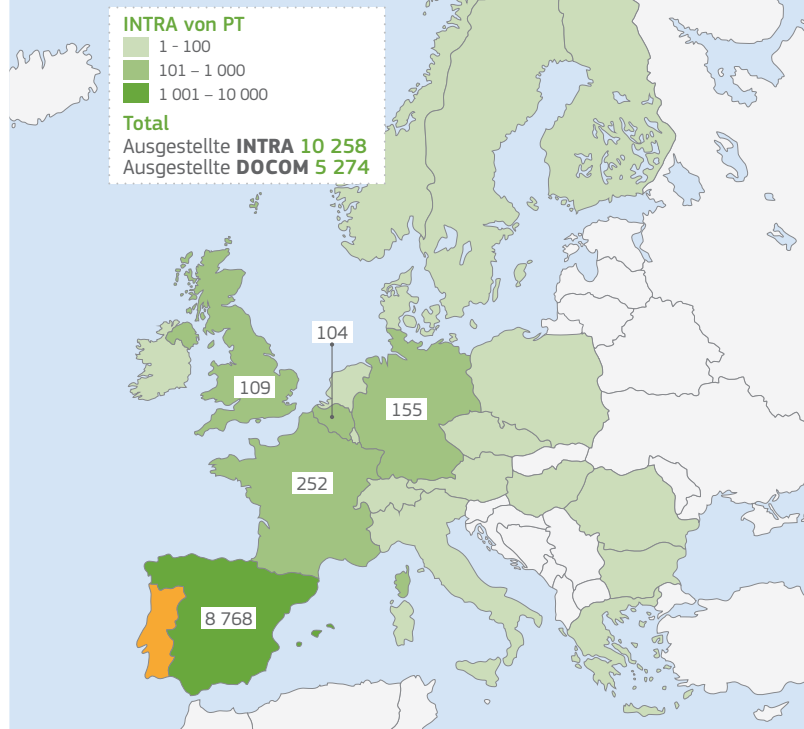 INTRA von PT
1 - 100
101 – 1 000
1 001 – 10 000
Total
Ausgestellte INTRA 10 258
Ausgestellte DOCOM 5 274
104
109
155
252
8 768